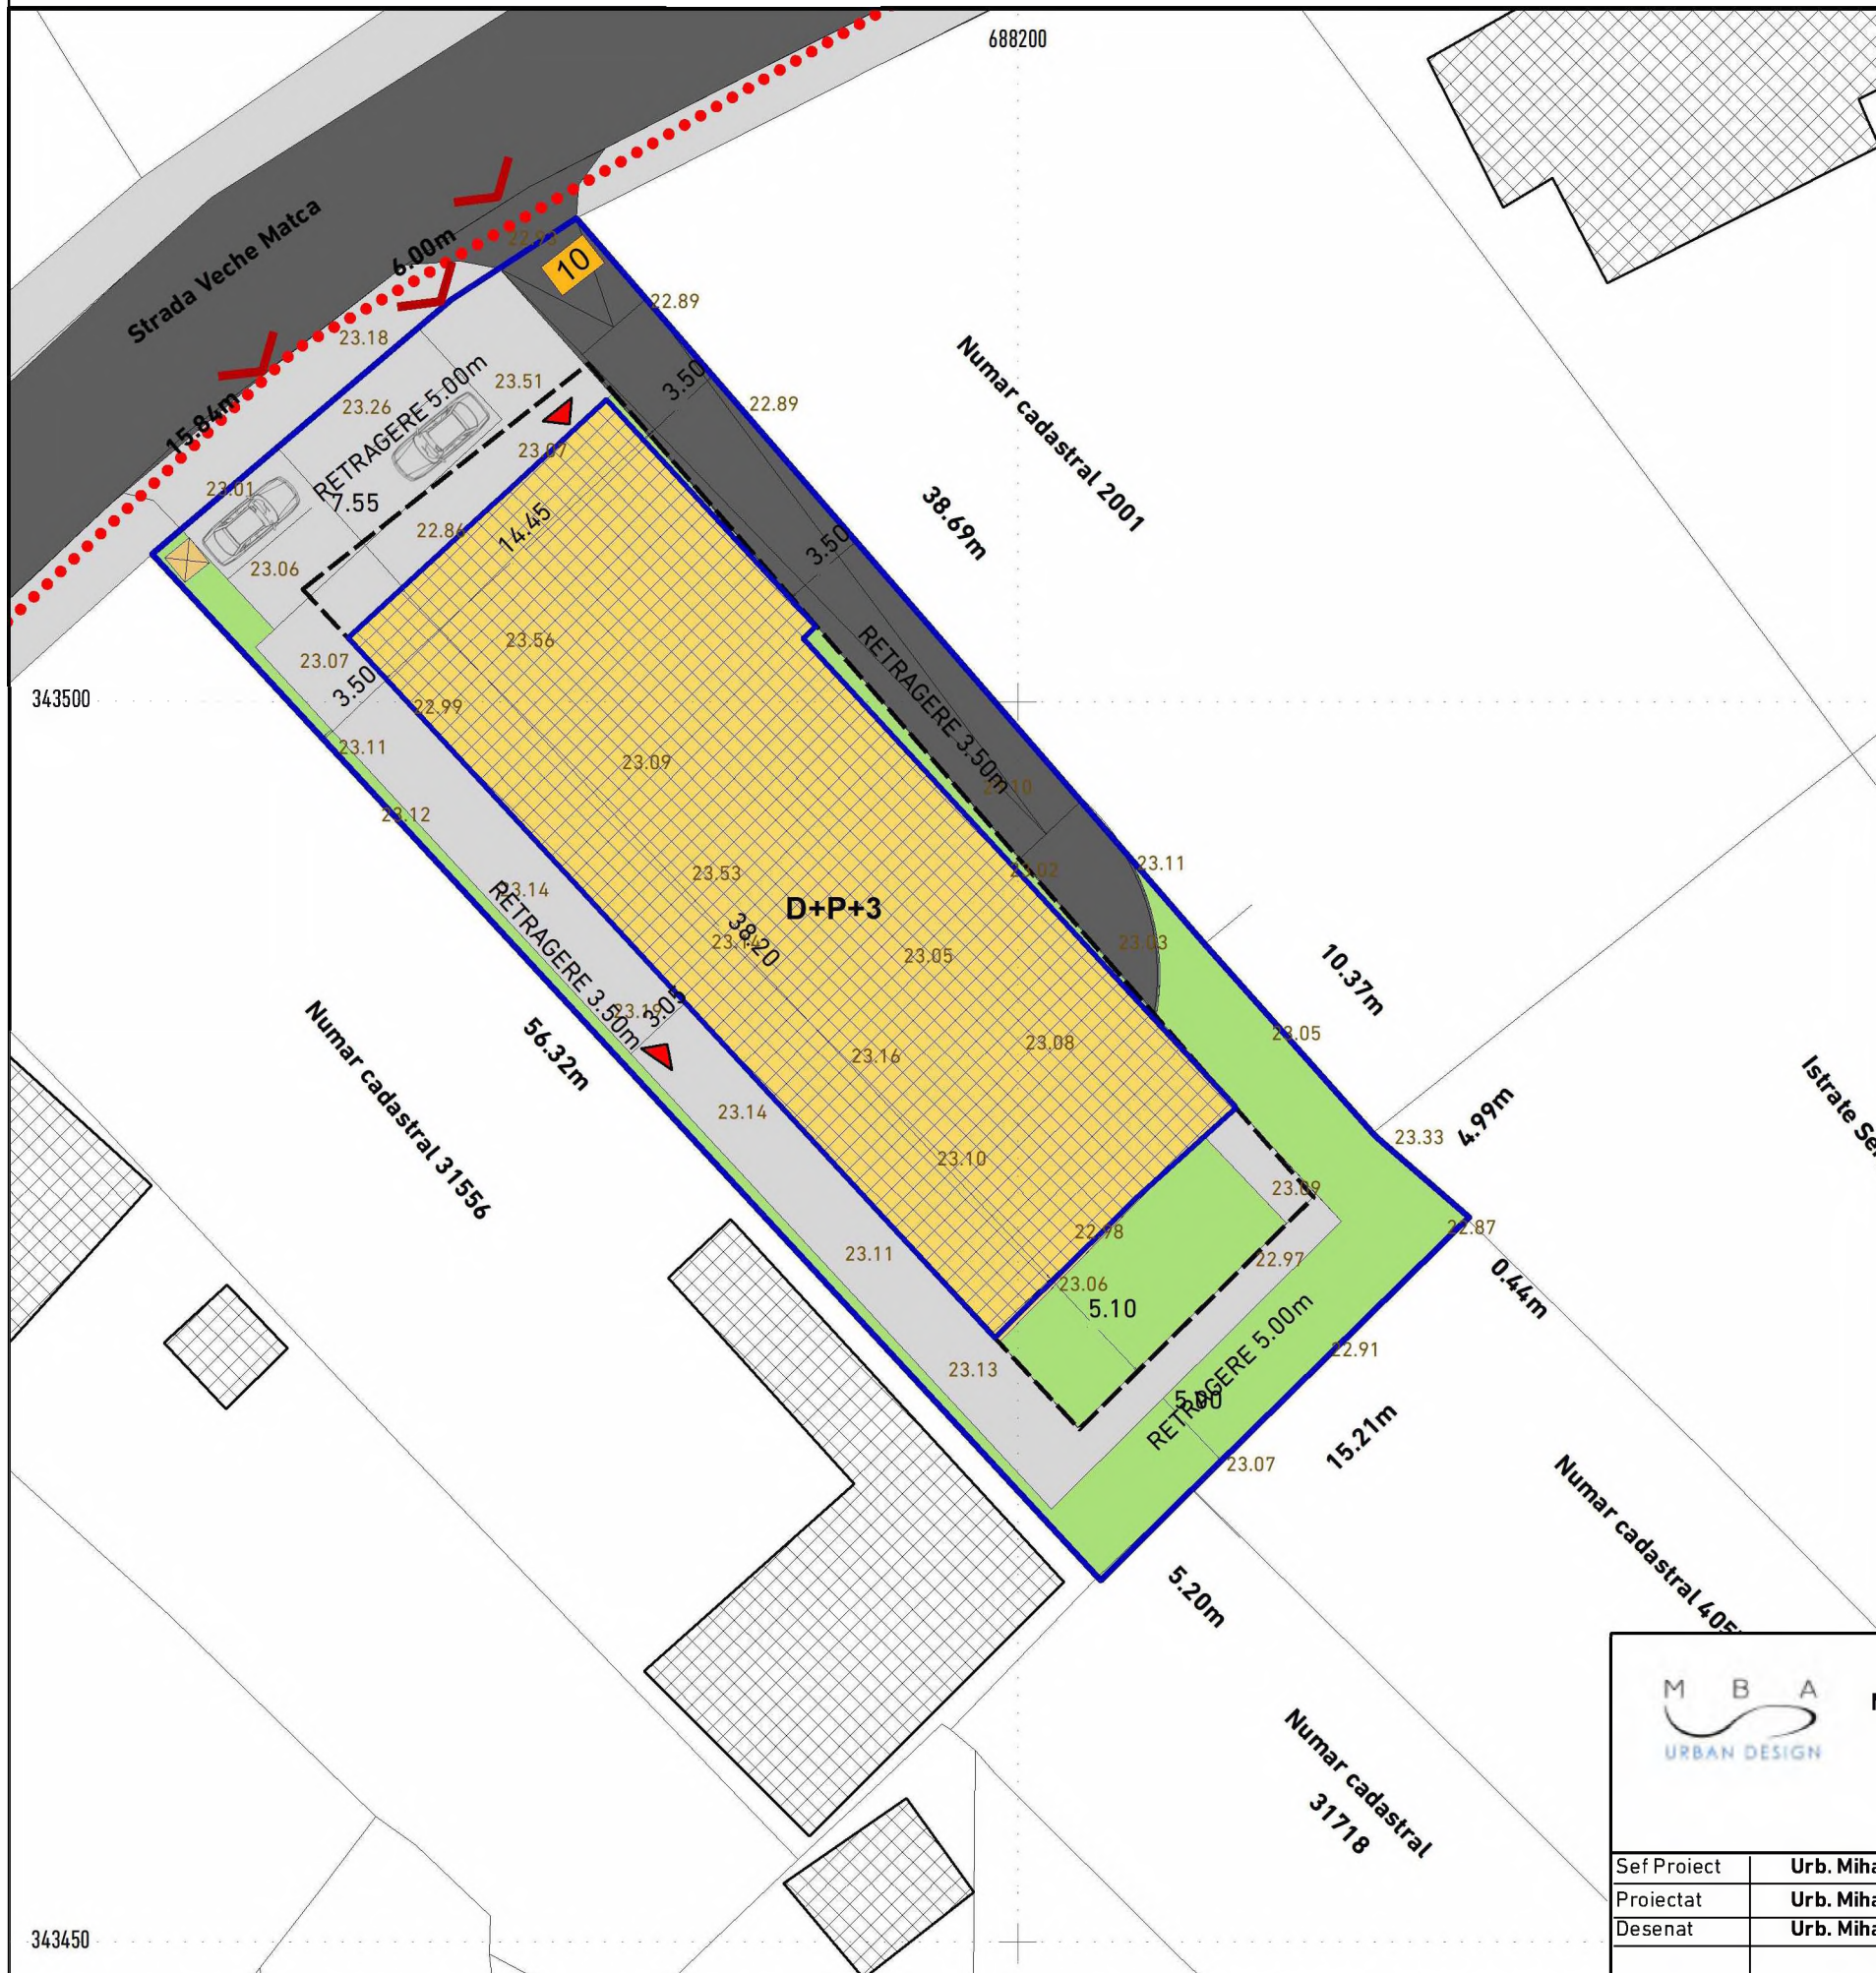 688200
Strada Veche Matca
6.00m
22.93
10
22.89
23.18
3.50
22.89
23.51
23.26
RETRAGERE 5.00m
15.84m
23.07
23.01
7.55
Numar cadastral 2001
38.69m
22.86
14.45
3.50
23.06
23.56
23.07
3.50
RETRAGERE 3.50m
343500
22.99
23.11
23.09
23.12
23.11
23.02
23.53
23.14
RETRAGERE 3.50m
D+P+3
38.20
23.14
23.05
23.03
10.37m
23.19
3.05
23.05
Numar cadastral 31556
56.32m
23.16
23.08
23.14
4.99m
23.33
23.10
23.09
22.87
22.98
22.97
23.11
23.06
5.10
0.44m
RETRAGERE 5.00m
22.91
23.13
5.00
15.21m
23.07
Numar cadastral
5.20m
Numar cadastral
31718
M B A
URBAN DESIGN
Sef Proiect Urb.
Proiectat Urb.
Desenat Urb.
343450